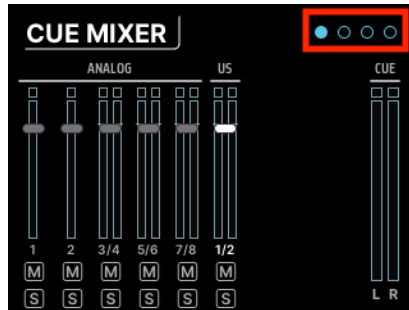 CUE MIXER
ANALOG US CUE
1 2 3/4 5/6 7/8 1/2
M M M M M M
S S S S S S L R